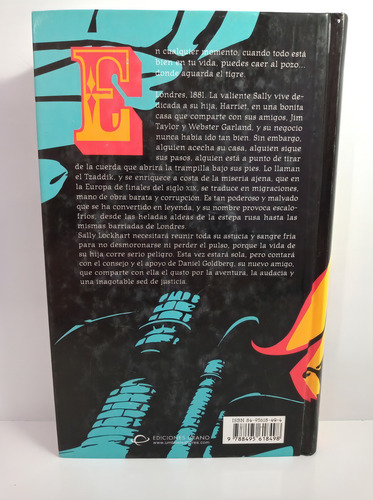 En cualquier momento, cuando todo está
bien en tu vida, puedes caer al pozo...
donde aguarda el tigre.
Londres, 1881. La valiente Sally vive de-
dicada a su hija, Harriet, en una bonita
casa que comparte con sus amigos, Jim
Taylor y Webster Garland, y su negocio
nunca había ido tan bien. Sin embargo,
alguien acecha su casa, alguien sigue
sus pasos, alguien está a punto de tirar
de la cuerda que abrirá la trampilla bajo sus pies. Lo llaman
el Tzaddik, y se enriquece a costa de la miseria ajena, que en
la Europa de finales del siglo XIX, se traduce en migraciones,
mano de obra barata y corrupción. Es tan poderoso y malvado
que se ha convertido en leyenda, y su nombre provoca escalo-
fríos, desde las heladas aldeas de la estepa rusa hasta las
mismas barriadas de Londres.
Sally Lockhart necesitará reunir toda su astucia y sangre fría
para no desmoronarse ni perder el pulso, porque la vida de
su hija corre serio peligro. Esta vez estará sola, pero contará
con el consejo y el apoyo de Daniel Goldberg, su nuevo amigo,
que comparte con ella el gusto por la aventura, la audacia y
una inagotable sed de justicia.
EDICIONES URANO
ISBN 84-95618-49-4
9 788495 618498